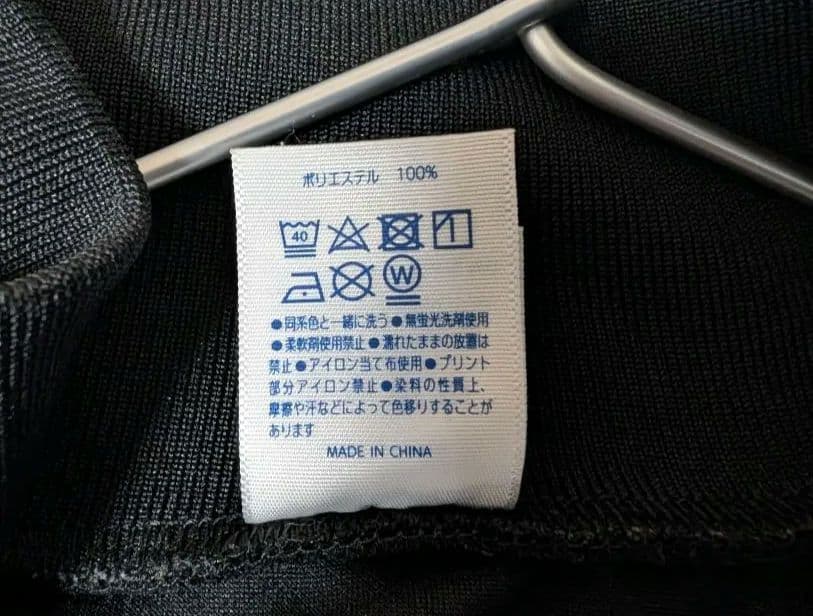 ポリエステル 100%
40
W
●同系色と一緒に洗う●無蛍光洗剤使用
●柔軟剤使用禁止●濡れたままの放置は
禁止●アイロン当て布使用●プリント
部分アイロン禁止●染料の性質上、
摩擦や汗などによって色移りすることが
あります
MADE IN CHINA